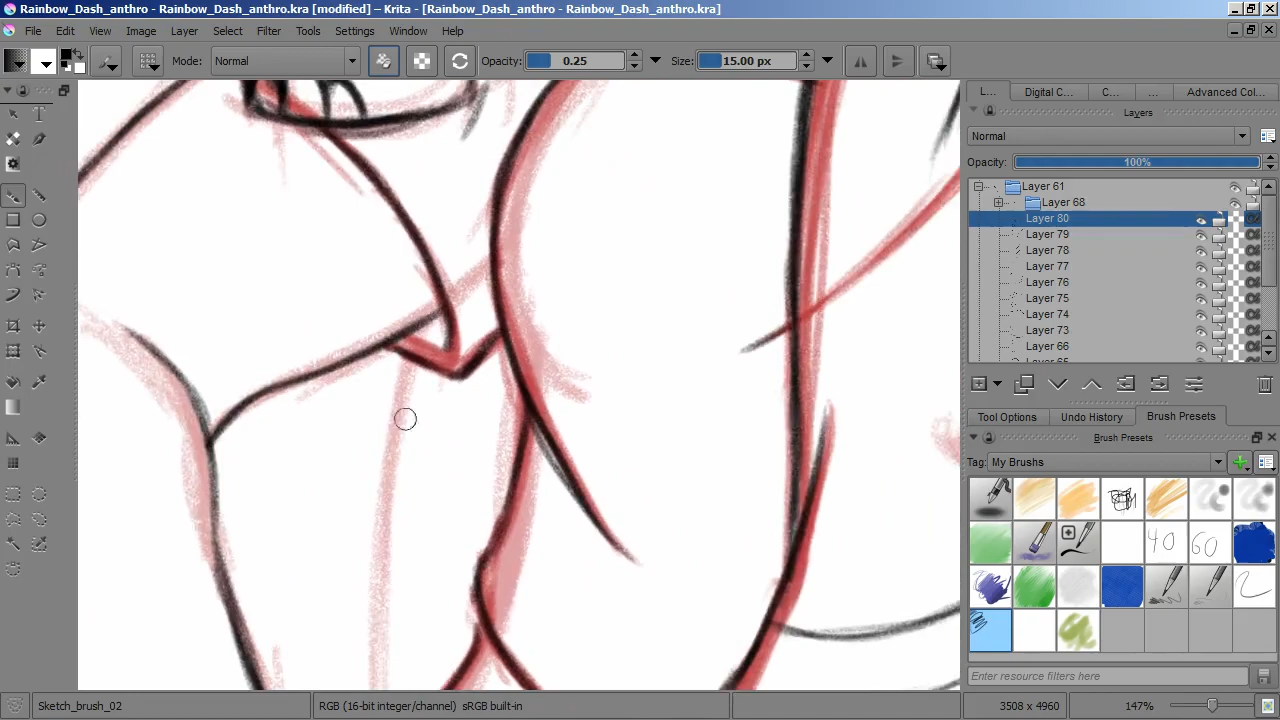 Rainbow_Dash_anthro - Rainbow_Dash_anthro.kra [modified] – Krita - [Rainbow_Dash_anthro - Rainbow_Dash_anthro.kra]
File Edit View Image Layer Select Filter Tools Settings Window Help
Mode: Normal Opacity: 0.25 Size: 15.00 px
L... Digital C... C... ... Advanced Col...
Layers
Normal
Opacity: 100%
Layer 61
Layer 68
Layer 80
Layer 79
Layer 78
Layer 77
Layer 76
Layer 75
Layer 74
Layer 73
Layer 66
Tool Options Undo History Brush Presets
Brush Presets
Tag: My Brushs
40 60
Enter resource filters here
Sketch_brush_02 RGB (16-bit integer/channel) sRGB built-in 3508 x 4960 147%